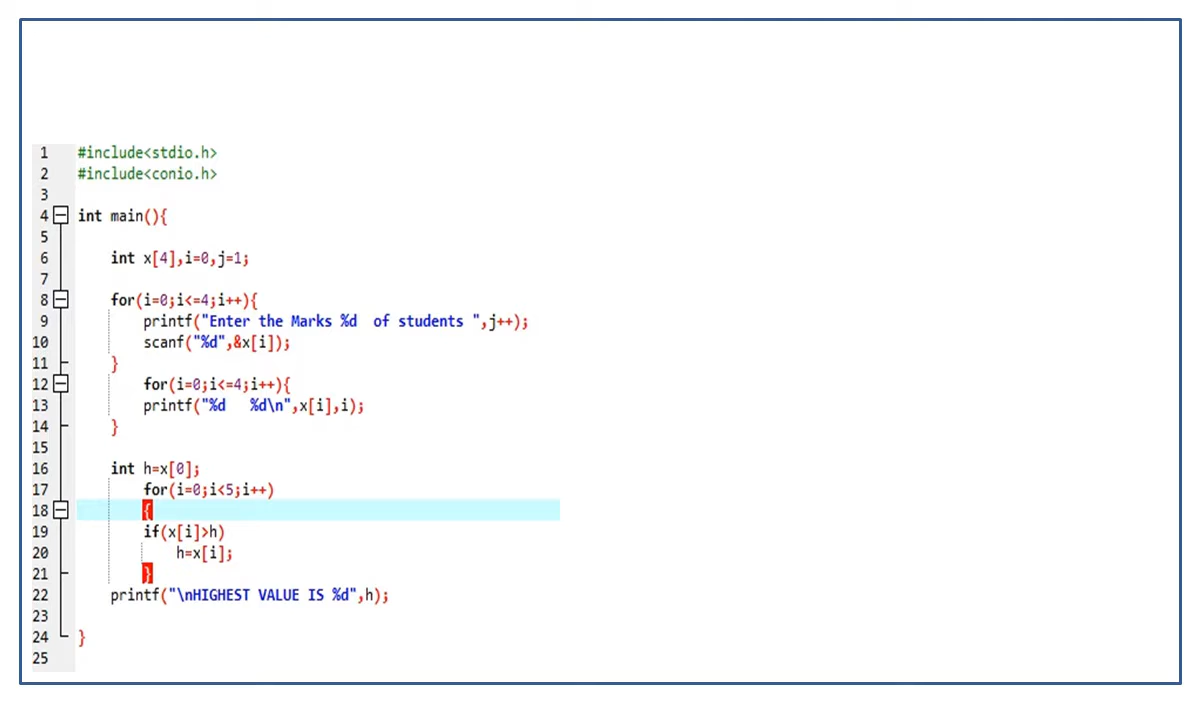 1 #include<stdio.h>
2 #include<conio.h>
3
4 int main(){
5
6 int x[4],i=0,j=1;
7
8 for(i=0;i<=4;i++){
9 printf("Enter the Marks %d  of students ",j++);
10 scanf("%d",&x[i]);
11 }
12 for(i=0;i<=4;i++){
13 printf("%d   %d\n",x[i],i);
14 }
15
16 int h=x[0];
17 for(i=0;i<5;i++)
18 {
19 if(x[i]>h)
20 h=x[i];
21 }
22 printf("\nHIGHEST VALUE IS %d",h);
23
24 }
25